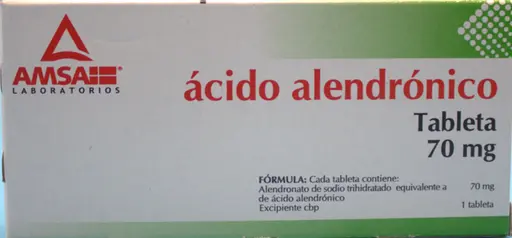 AMSA
LABORATORIOS
ácido alendrónico
Tableta
70 mg
FÓRMULA: Cada tableta contiene:
Alendronato de sodio trihidratado equivalente a 70 mg
de ácido alendrónico
Excipiente cbp 1 tableta